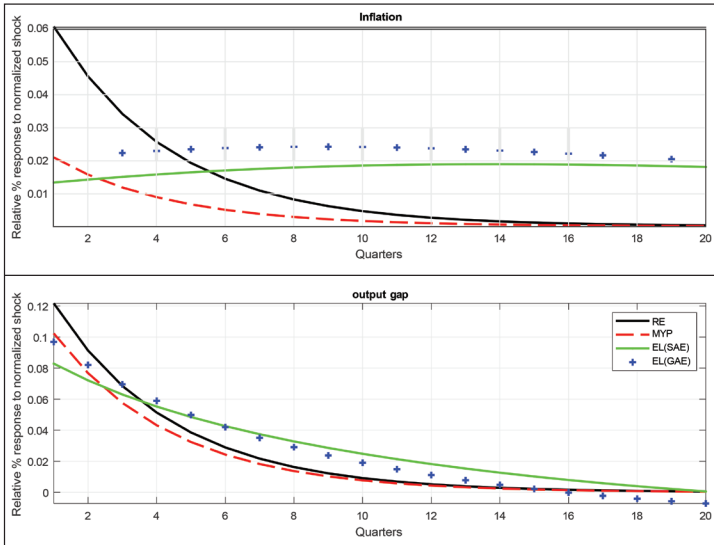 Inflation
0.06
0.05
0.04
0.03
0.02
0.01
Relative % response to normalized shock
2 4 6 8 10 12 14 16 18 20
Quarters
output gap
0.12
0.1
0.08
0.06
0.04
0.02
0
Relative % response to normalized shock
RE
MYP
EL(SAE)
EL(GAE)
2 4 6 8 10 12 14 16 18 20
Quarters